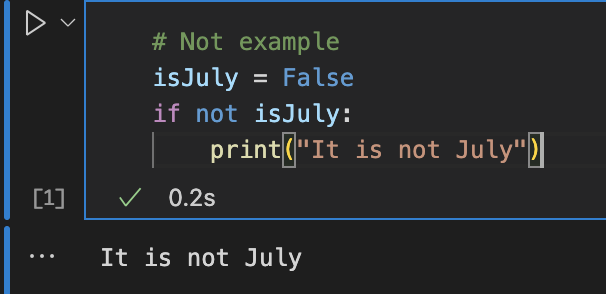 # Not example
isJuly = False
if not isJuly:
    print("It is not July")
[1] 0.2s
It is not July